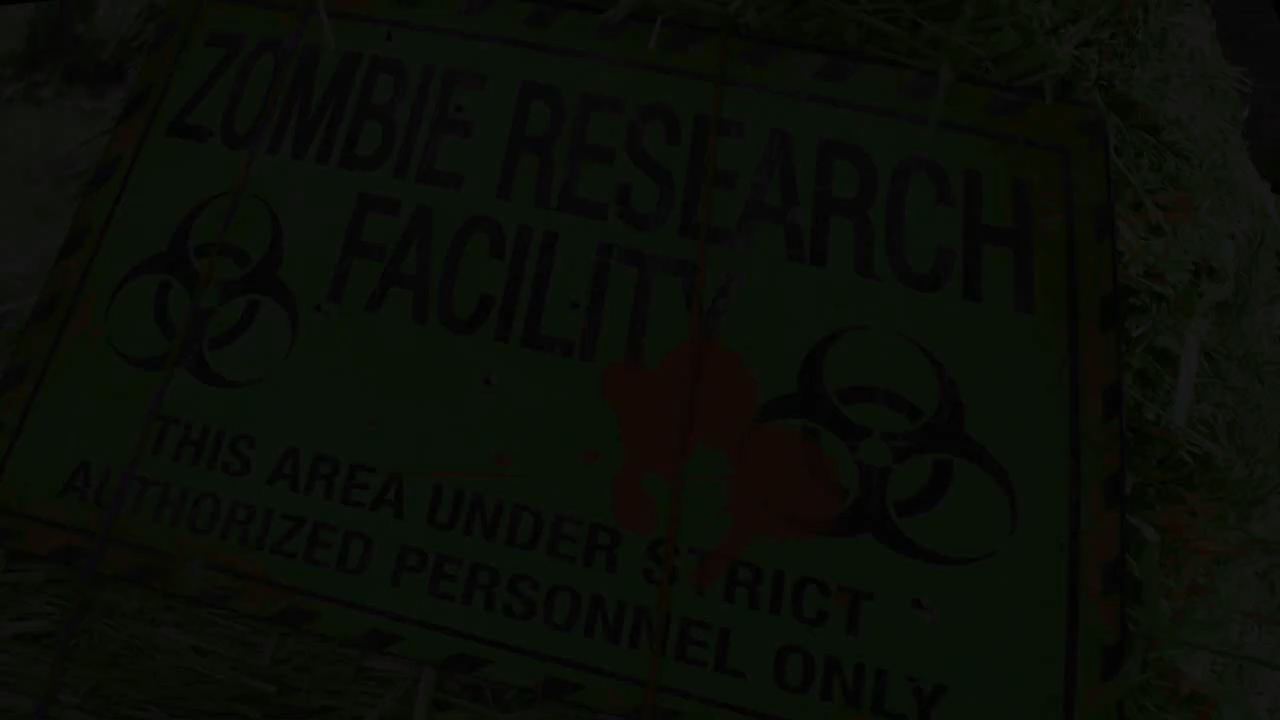 ZOMBIE RESEARCH
FACILITY
THIS AREA UNDER STRICT
AUTHORIZED PERSONNEL ONLY